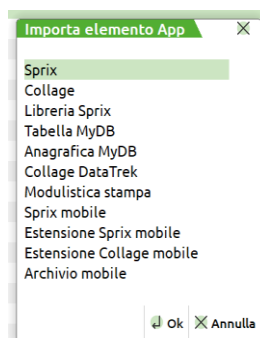 Importa elemento App
Sprix
Collage
Libreria Sprix
Tabella MyDB
Anagrafica MyDB
Collage DataTrek
Modulistica stampa
Sprix mobile
Estensione Sprix mobile
Estensione Collage mobile
Archivio mobile
Ok Annulla